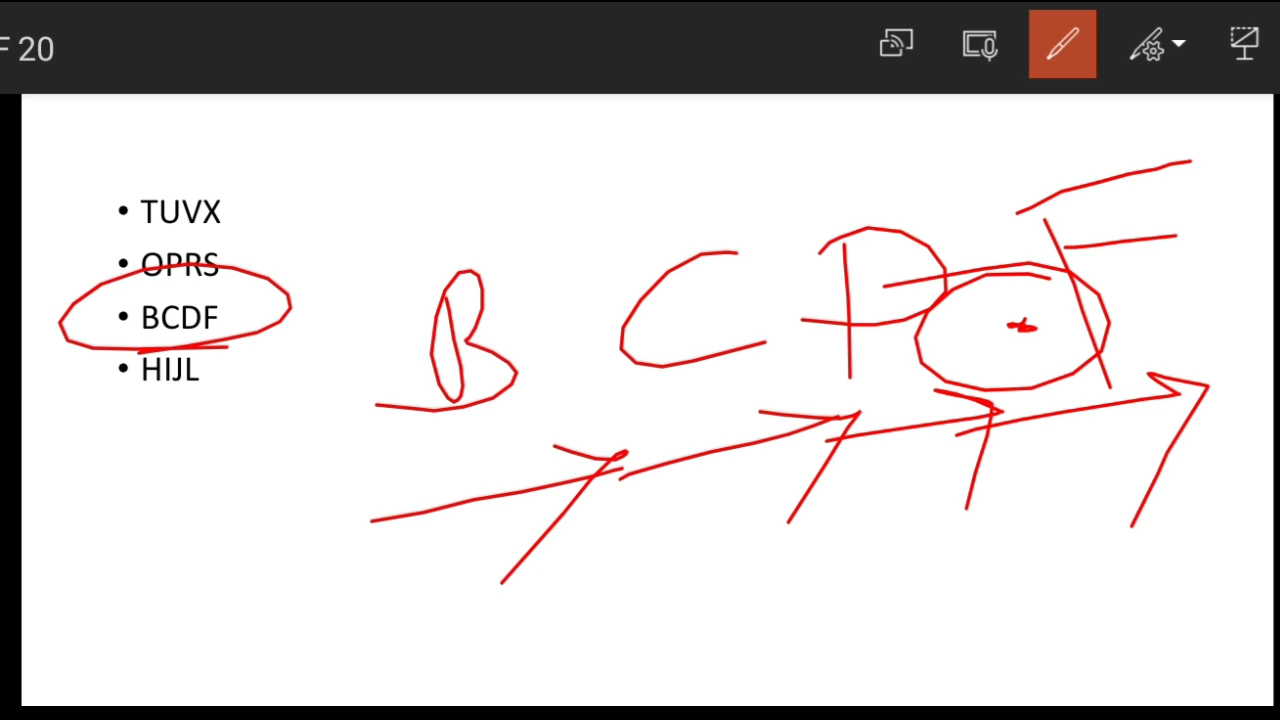 F 20
• TUVX
• OPRS
• BCDF
• HIJL
B C D F